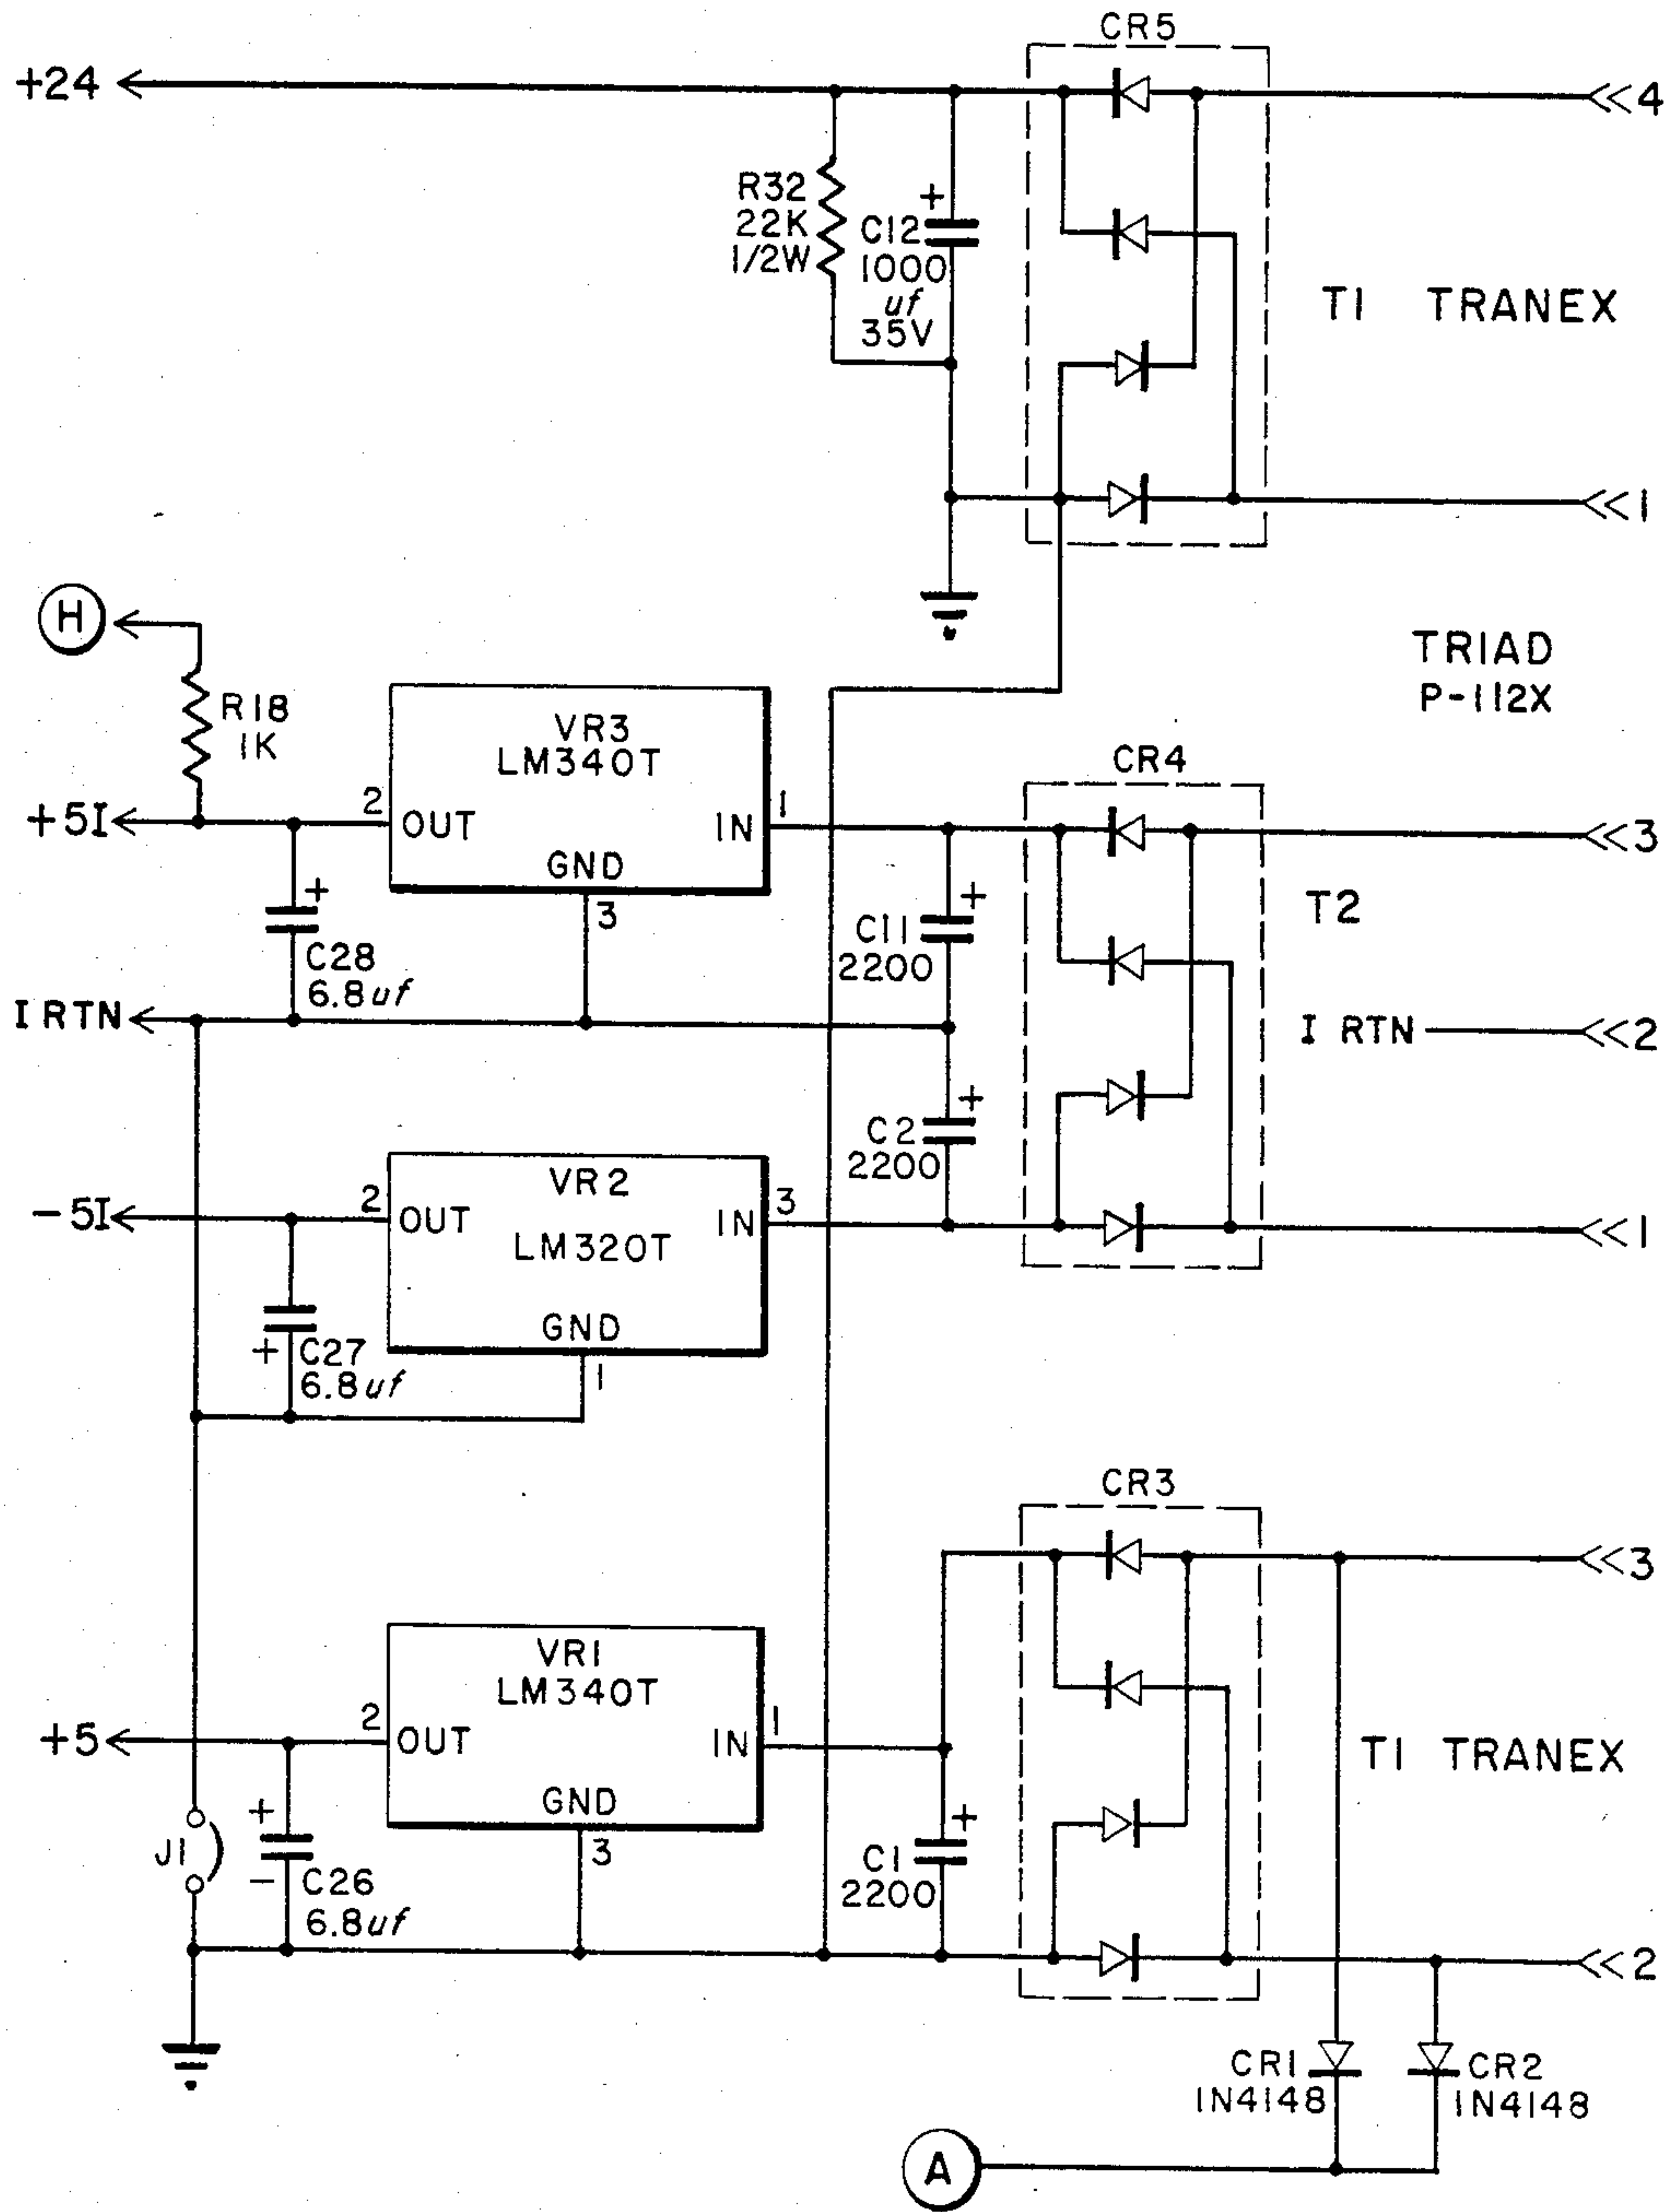 CR5
+24
4
R32
22K
1/2W
+
C12
1000
uf
35V
T1 TRANEX
1
H
TRIAD
P-112X
R18
1K
VR3
LM340T
CR4
+5I
2
OUT
IN
1
3
GND
3
+
C28
6.8uf
+
C11
2200
T2
I RTN
I RTN
2
+
C2
2200
VR2
LM320T
-5I
2
OUT
IN
3
1
GND
1
+
C27
6.8uf
CR3
3
VR1
LM340T
+5
2
OUT
IN
1
T1 TRANEX
GND
3
+
J1
-
C26
6.8uf
+
C1
2200
2
CR1
1N4148
CR2
1N4148
A